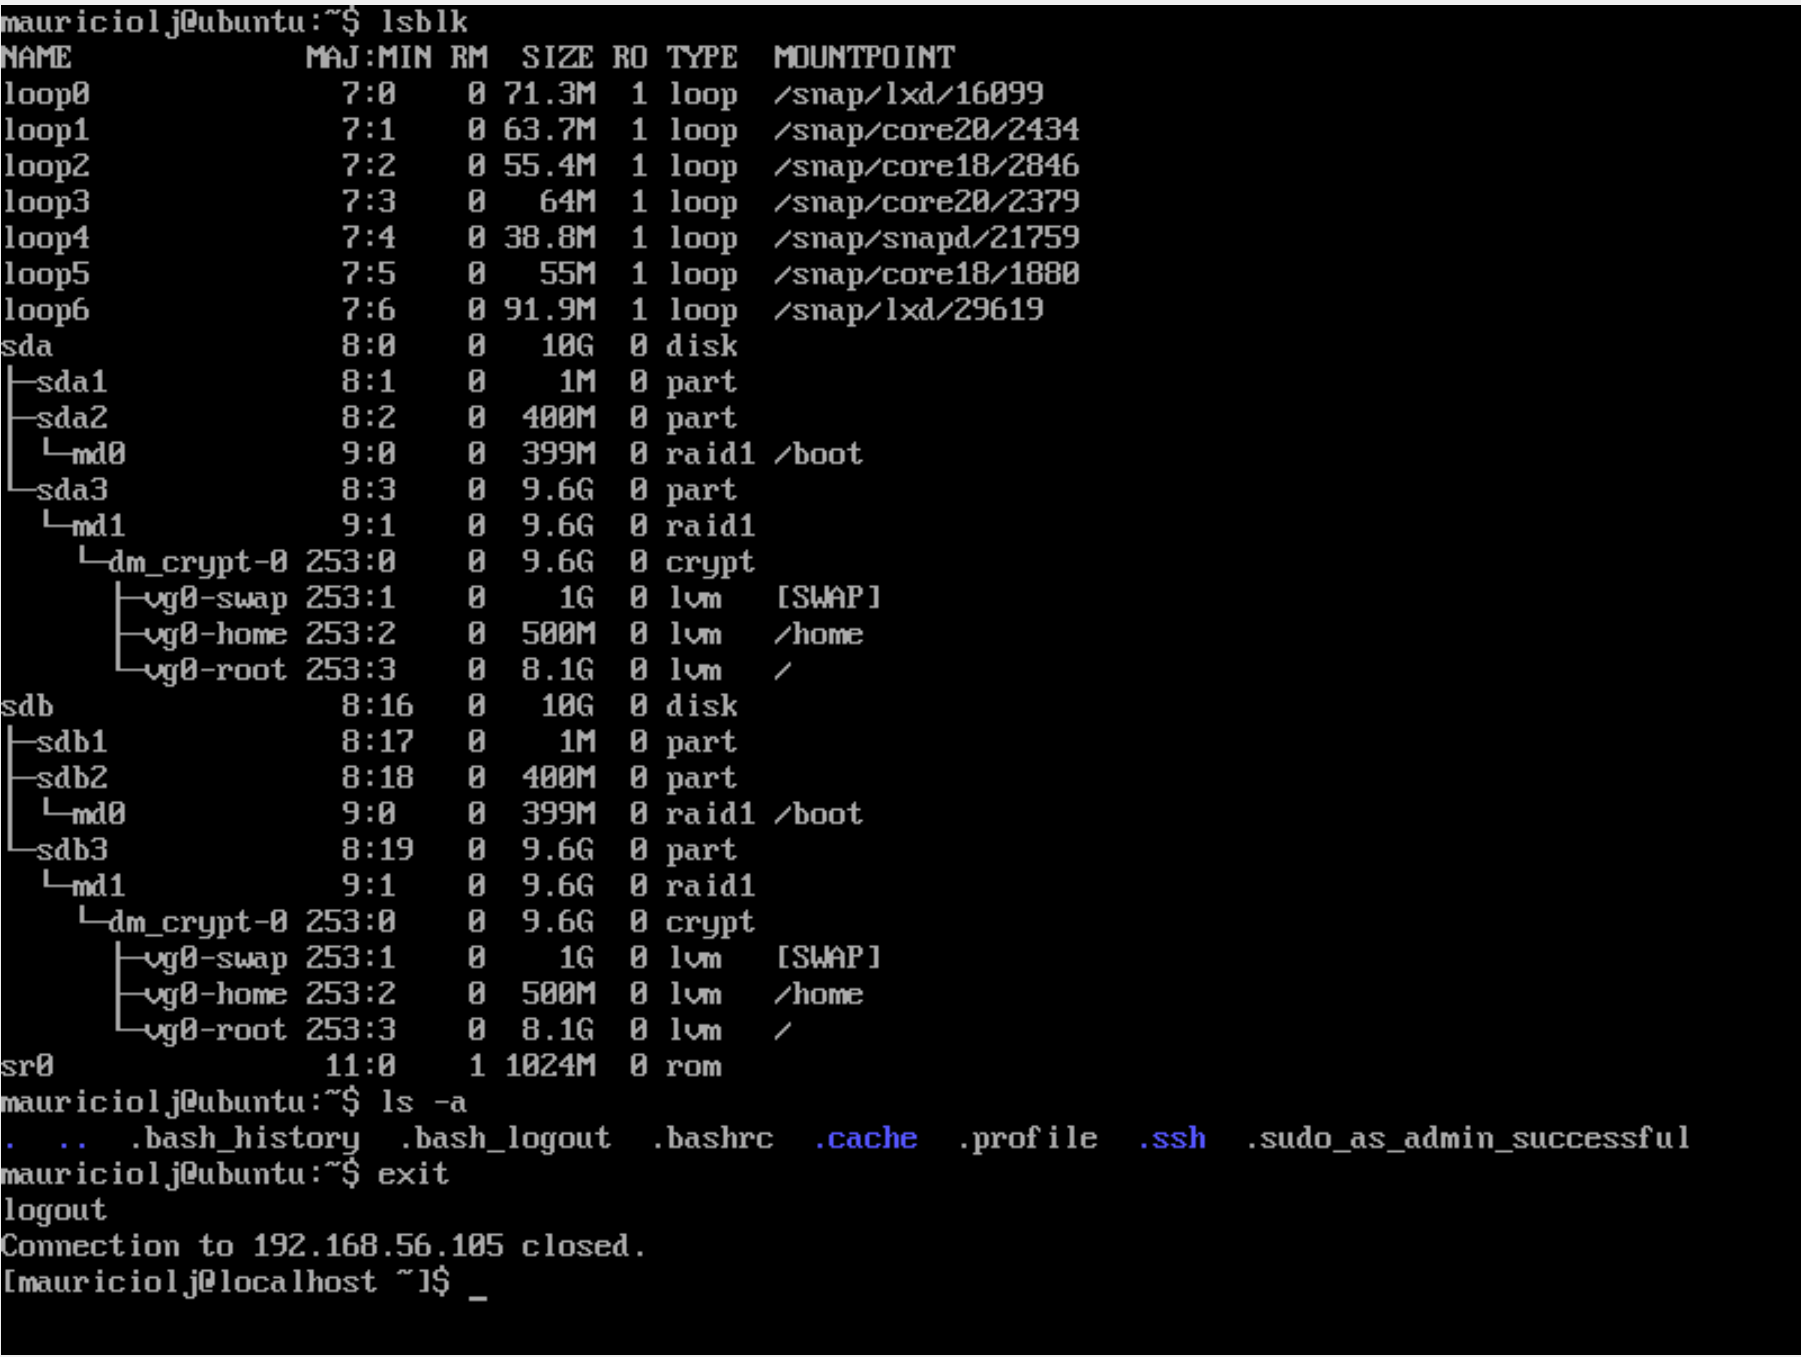 mauriciolj@ubuntu:~$ lsblk
NAME             MAJ:MIN RM   SIZE RO TYPE  MOUNTPOINT
loop0              7:0    0  71.3M  1 loop  /snap/lxd/16099
loop1              7:1    0  63.7M  1 loop  /snap/core20/2434
loop2              7:2    0  55.4M  1 loop  /snap/core18/2846
loop3              7:3    0    64M  1 loop  /snap/core20/2379
loop4              7:4    0  38.8M  1 loop  /snap/snapd/21759
loop5              7:5    0    55M  1 loop  /snap/core18/1880
loop6              7:6    0  91.9M  1 loop  /snap/lxd/29619
sda                8:0    0    10G  0 disk
├─sda1             8:1    0     1M  0 part
├─sda2             8:2    0   400M  0 part
│ └─md0            9:0    0   399M  0 raid1 /boot
└─sda3             8:3    0   9.6G  0 part
  └─md1            9:1    0   9.6G  0 raid1
    └─dm_crypt-0 253:0    0   9.6G  0 crypt
      ├─vg0-swap 253:1    0     1G  0 lvm   [SWAP]
      ├─vg0-home 253:2    0   500M  0 lvm   /home
      └─vg0-root 253:3    0   8.1G  0 lvm   /
sdb                8:16   0    10G  0 disk
├─sdb1             8:17   0     1M  0 part
├─sdb2             8:18   0   400M  0 part
│ └─md0            9:0    0   399M  0 raid1 /boot
└─sdb3             8:19   0   9.6G  0 part
  └─md1            9:1    0   9.6G  0 raid1
    └─dm_crypt-0 253:0    0   9.6G  0 crypt
      ├─vg0-swap 253:1    0     1G  0 lvm   [SWAP]
      ├─vg0-home 253:2    0   500M  0 lvm   /home
      └─vg0-root 253:3    0   8.1G  0 lvm   /
sr0               11:0    1  1024M  0 rom
mauriciolj@ubuntu:~$ ls -a
.  ..  .bash_history  .bash_logout  .bashrc  .cache  .profile  .ssh  .sudo_as_admin_successful
mauriciolj@ubuntu:~$ exit
logout
Connection to 192.168.56.105 closed.
[mauriciolj@localhost ~]$ _